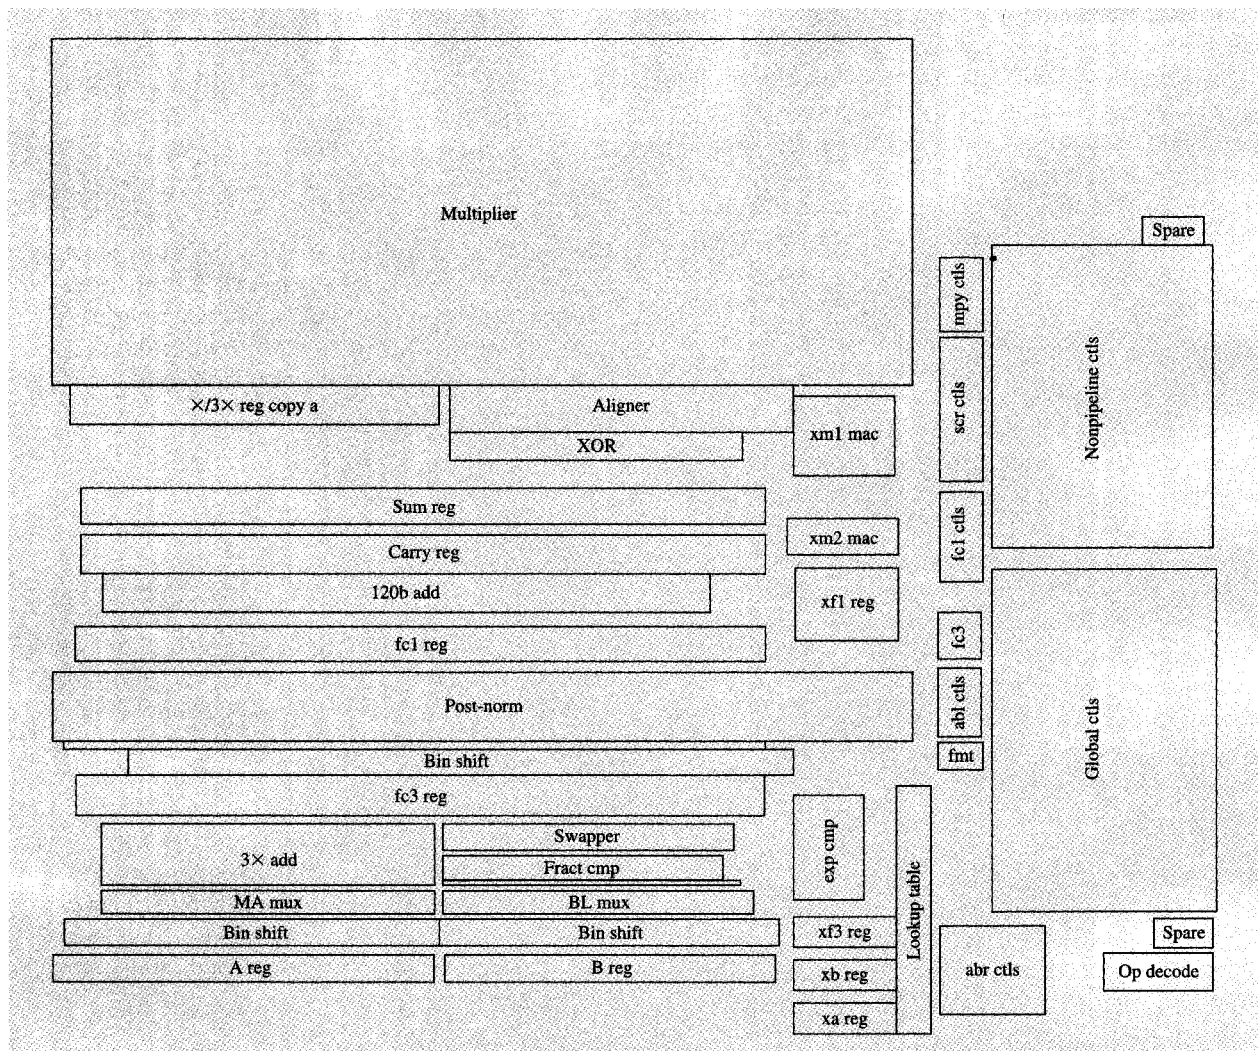 Multiplier
Spare
mpy ctls
Nonpipeline ctls
×/3× reg copy a
Aligner
scr ctls
xm1 mac
XOR
Sum reg
xm2 mac
fc1 ctls
Carry reg
120b add
xf1 reg
fc1 reg
fc3
Post-norm
abl ctls
Global ctls
Bin shift
fmt
fc3 reg
Swapper
3× add
Fract cmp
exp cmp
Lookup table
MA mux
BL mux
Bin shift
Bin shift
xf3 reg
Spare
A reg
B reg
xb reg
abr ctls
Op decode
xa reg